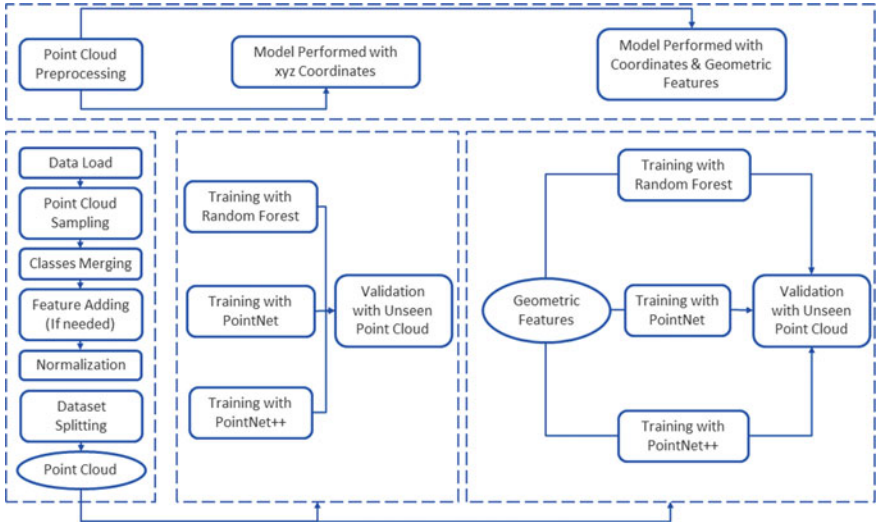 Point Cloud
Preprocessing
Model Performed with
xyz Coordinates
Model Performed with
Coordinates & Geometric
Features
Data Load
Point Cloud
Sampling
Classes Merging
Feature Adding
(If needed)
Normalization
Dataset
Splitting
Point Cloud
Training with
Random Forest
Training with
PointNet
Training with
PointNet++
Validation
with Unseen
Point Cloud
Geometric
Features
Training with
Random Forest
Training with
PointNet
Training with
PointNet++
Validation
with Unseen
Point Cloud